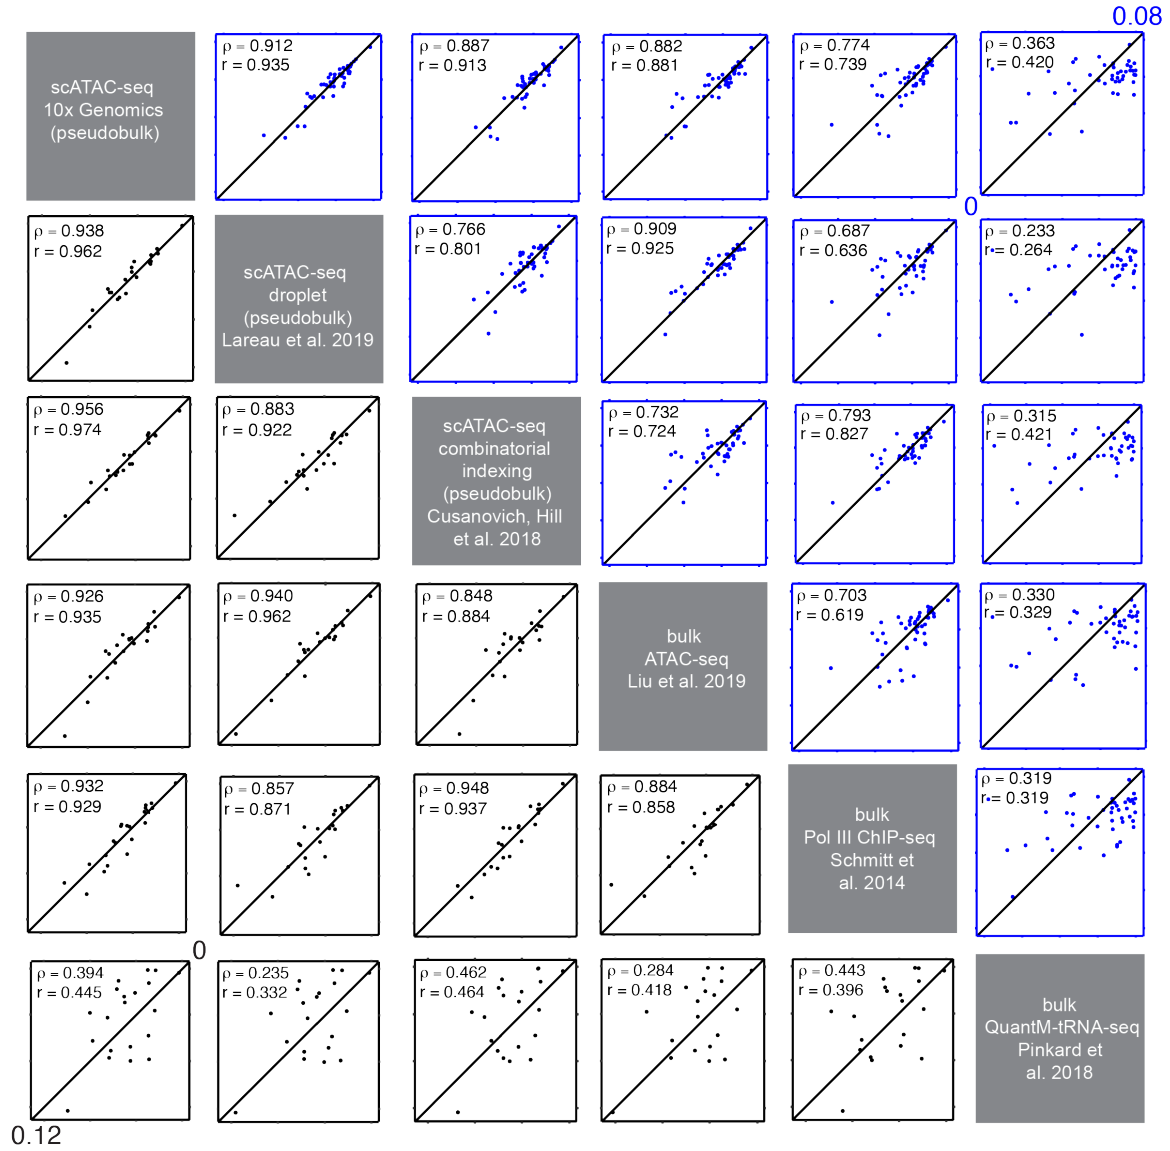 0.08
scATAC-seq
10x Genomics
(pseudobulk)
ρ = 0.912
r = 0.935
ρ = 0.887
r = 0.913
ρ = 0.882
r = 0.881
ρ = 0.774
r = 0.739
ρ = 0.363
r = 0.420
0
ρ = 0.938
r = 0.962
scATAC-seq
droplet
(pseudobulk)
Lareau et al. 2019
ρ = 0.766
r = 0.801
ρ = 0.909
r = 0.925
ρ = 0.687
r = 0.636
ρ = 0.233
r = 0.264
ρ = 0.956
r = 0.974
ρ = 0.883
r = 0.922
scATAC-seq
combinatorial
indexing
(pseudobulk)
Cusanovich, Hill
et al. 2018
ρ = 0.732
r = 0.724
ρ = 0.793
r = 0.827
ρ = 0.315
r = 0.421
ρ = 0.926
r = 0.935
ρ = 0.940
r = 0.962
ρ = 0.848
r = 0.884
bulk
ATAC-seq
Liu et al. 2019
ρ = 0.703
r = 0.619
ρ = 0.330
r = 0.329
ρ = 0.932
r = 0.929
ρ = 0.857
r = 0.871
ρ = 0.948
r = 0.937
ρ = 0.884
r = 0.858
bulk
Pol III ChIP-seq
Schmitt et
al. 2014
ρ = 0.319
r = 0.319
0
ρ = 0.394
r = 0.445
ρ = 0.235
r = 0.332
ρ = 0.462
r = 0.464
ρ = 0.284
r = 0.418
ρ = 0.443
r = 0.396
bulk
QuantM-tRNA-seq
Pinkard et
al. 2018
0.12